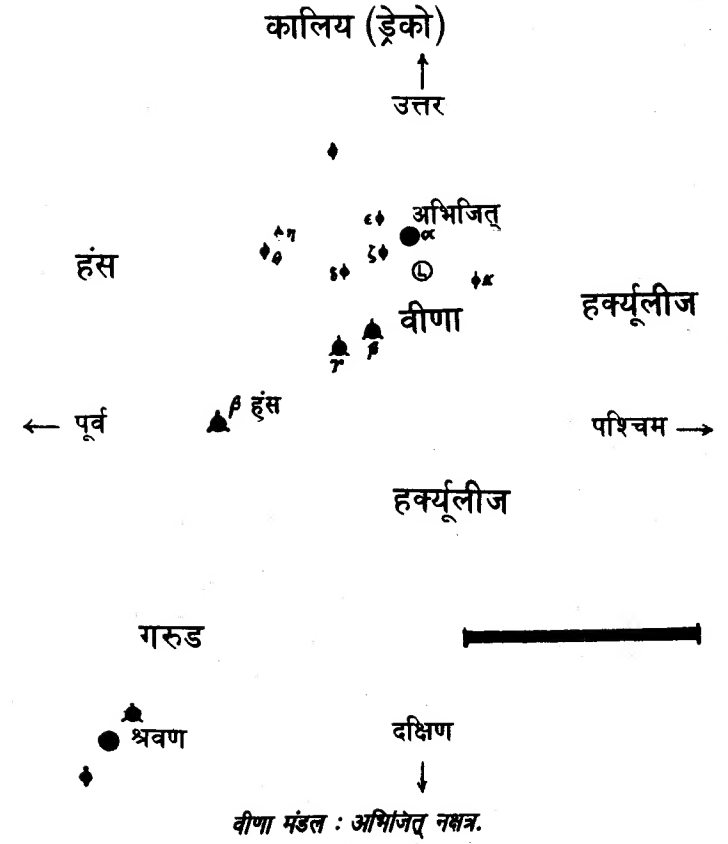 कालिय (ड्रेको)
उत्तर
ε अभिजित्
α
η
θ
ζ
हंस
δ
L
κ
हर्क्यूलीज
वीणा
β
γ
β हंस
← पूर्व
पश्चिम →
हर्क्यूलीज
गरुड
श्रवण
दक्षिण
वीणा मंडल : अभिजित् नक्षत्र.